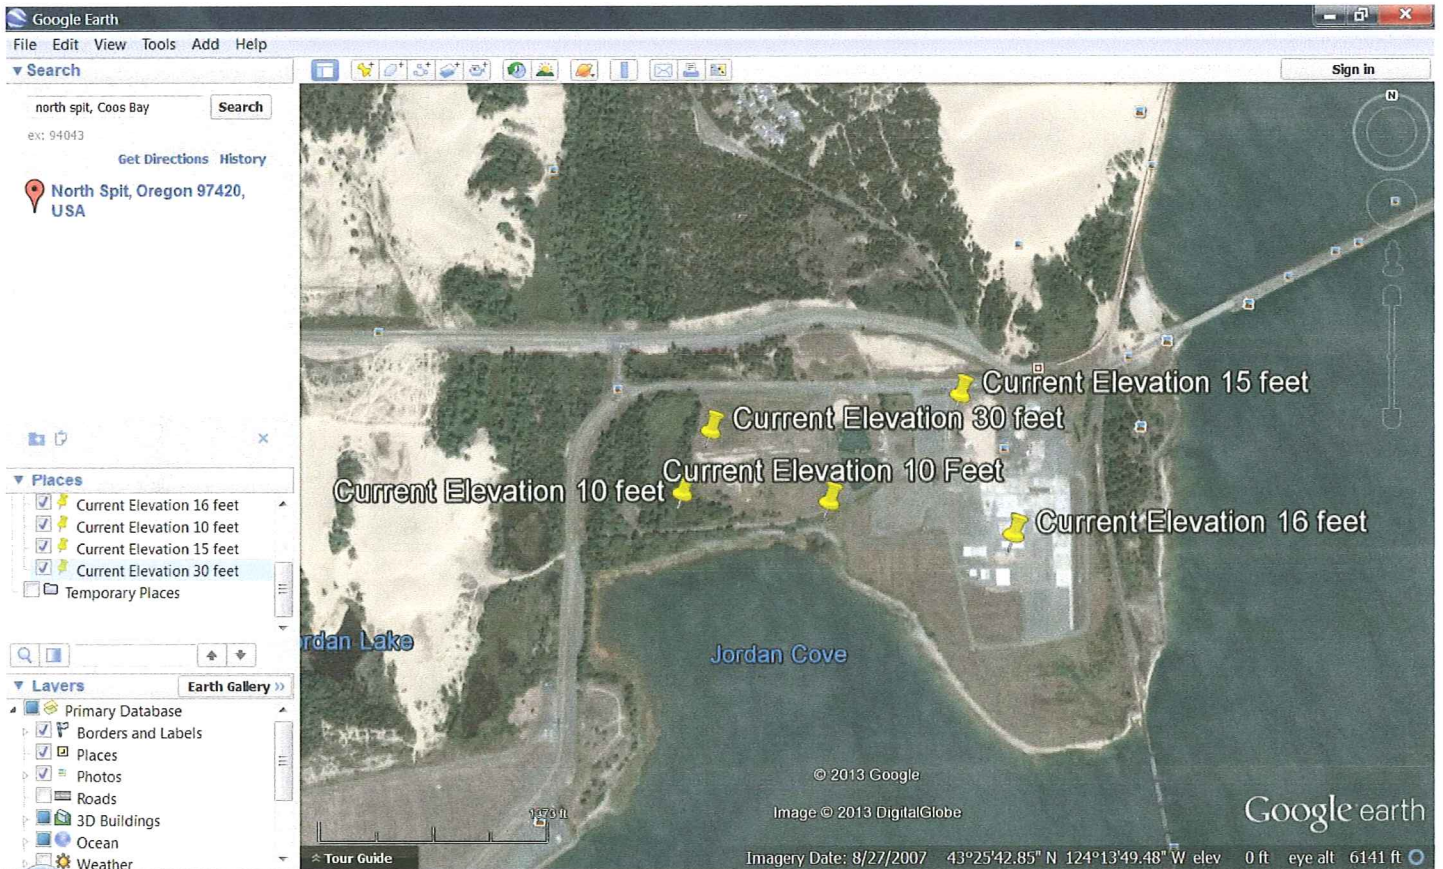 Google Earth
File Edit View Tools Add Help
Search
Sign in
north spit, Coos Bay
Search
ex: 94043
Get Directions History
North Spit, Oregon 97420,
USA
Places
Current Elevation 16 feet
Current Elevation 10 feet
Current Elevation 15 feet
Current Elevation 30 feet
Temporary Places
Layers
Earth Gallery »
Primary Database
Borders and Labels
Places
Photos
Roads
3D Buildings
Ocean
Weather
N
Current Elevation 15 feet
Current Elevation 30 feet
Current Elevation 10 Feet
Current Elevation 10 feet
Current Elevation 16 feet
rdan Lake
Jordan Cove
© 2013 Google
Image © 2013 DigitalGlobe
Google earth
1373 ft
Tour Guide
Imagery Date: 8/27/2007 43°25'42.85" N 124°13'49.48" W elev 0 ft eye alt 6141 ft